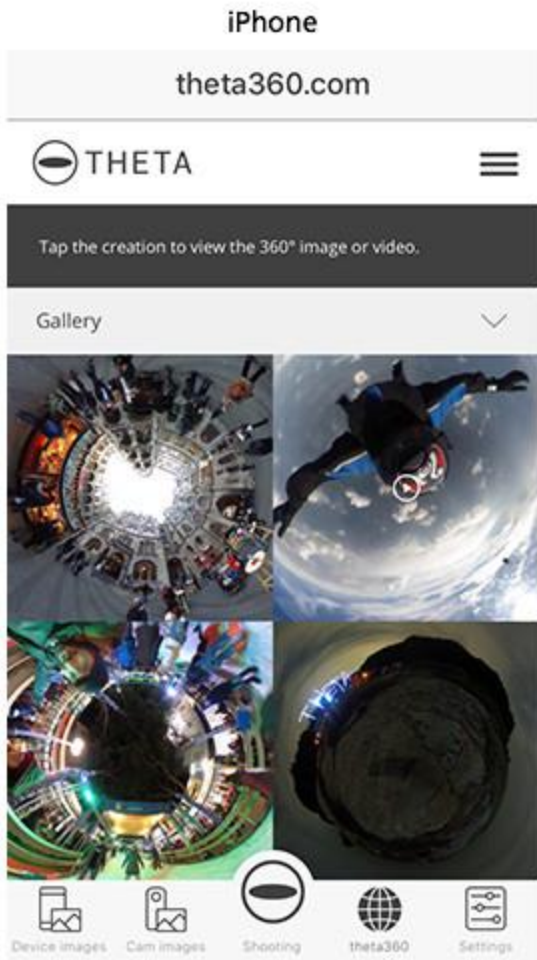 iPhone
theta360.com
THETA
Tap the creation to view the 360° image or video.
Gallery
Device images Cam images Shooting theta360 Settings